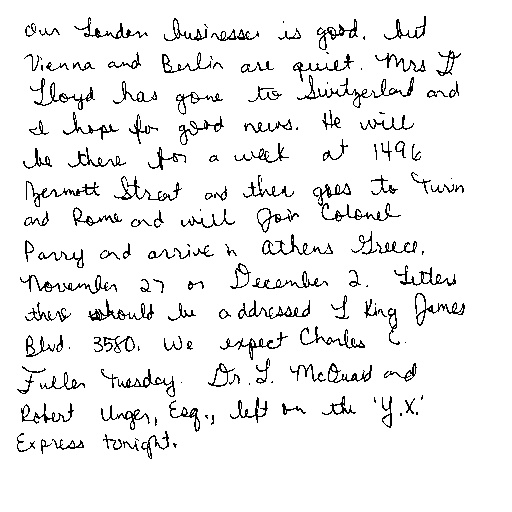 Our London businesses is good, but
Vienna and Berlin are quiet. Mrs D
Lloyd has gone to Switzerland and
I hope for good news. He will
be there for a week at 1496
Zermott Street and then goes to Turin
and Rome and will Join Colonel
Parry and arrive in Athens Greece,
November 27 or December 2. Letters
there should be addressed L King James
Blvd. 3580. We expect Charles E.
Fuller Tuesday. Dr. L. McQuaid and
Robert Unger, Esq., left on the 'Y.X.'
Express tonight.